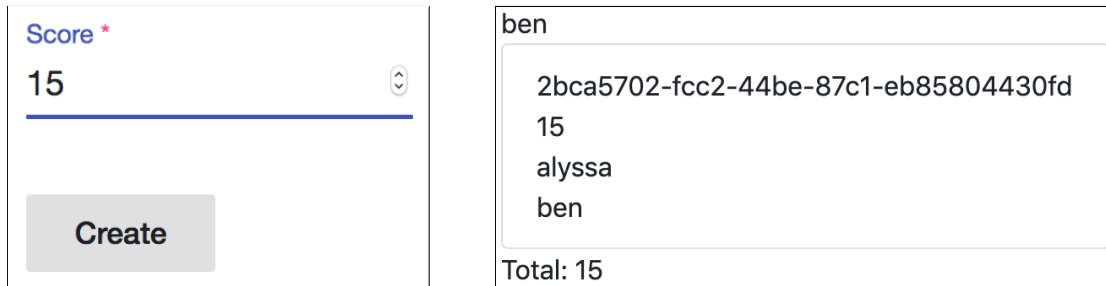 Score *
15
Create
ben
2bca5702-fcc2-44be-87c1-eb85804430fd
15
alyssa
ben
Total: 15